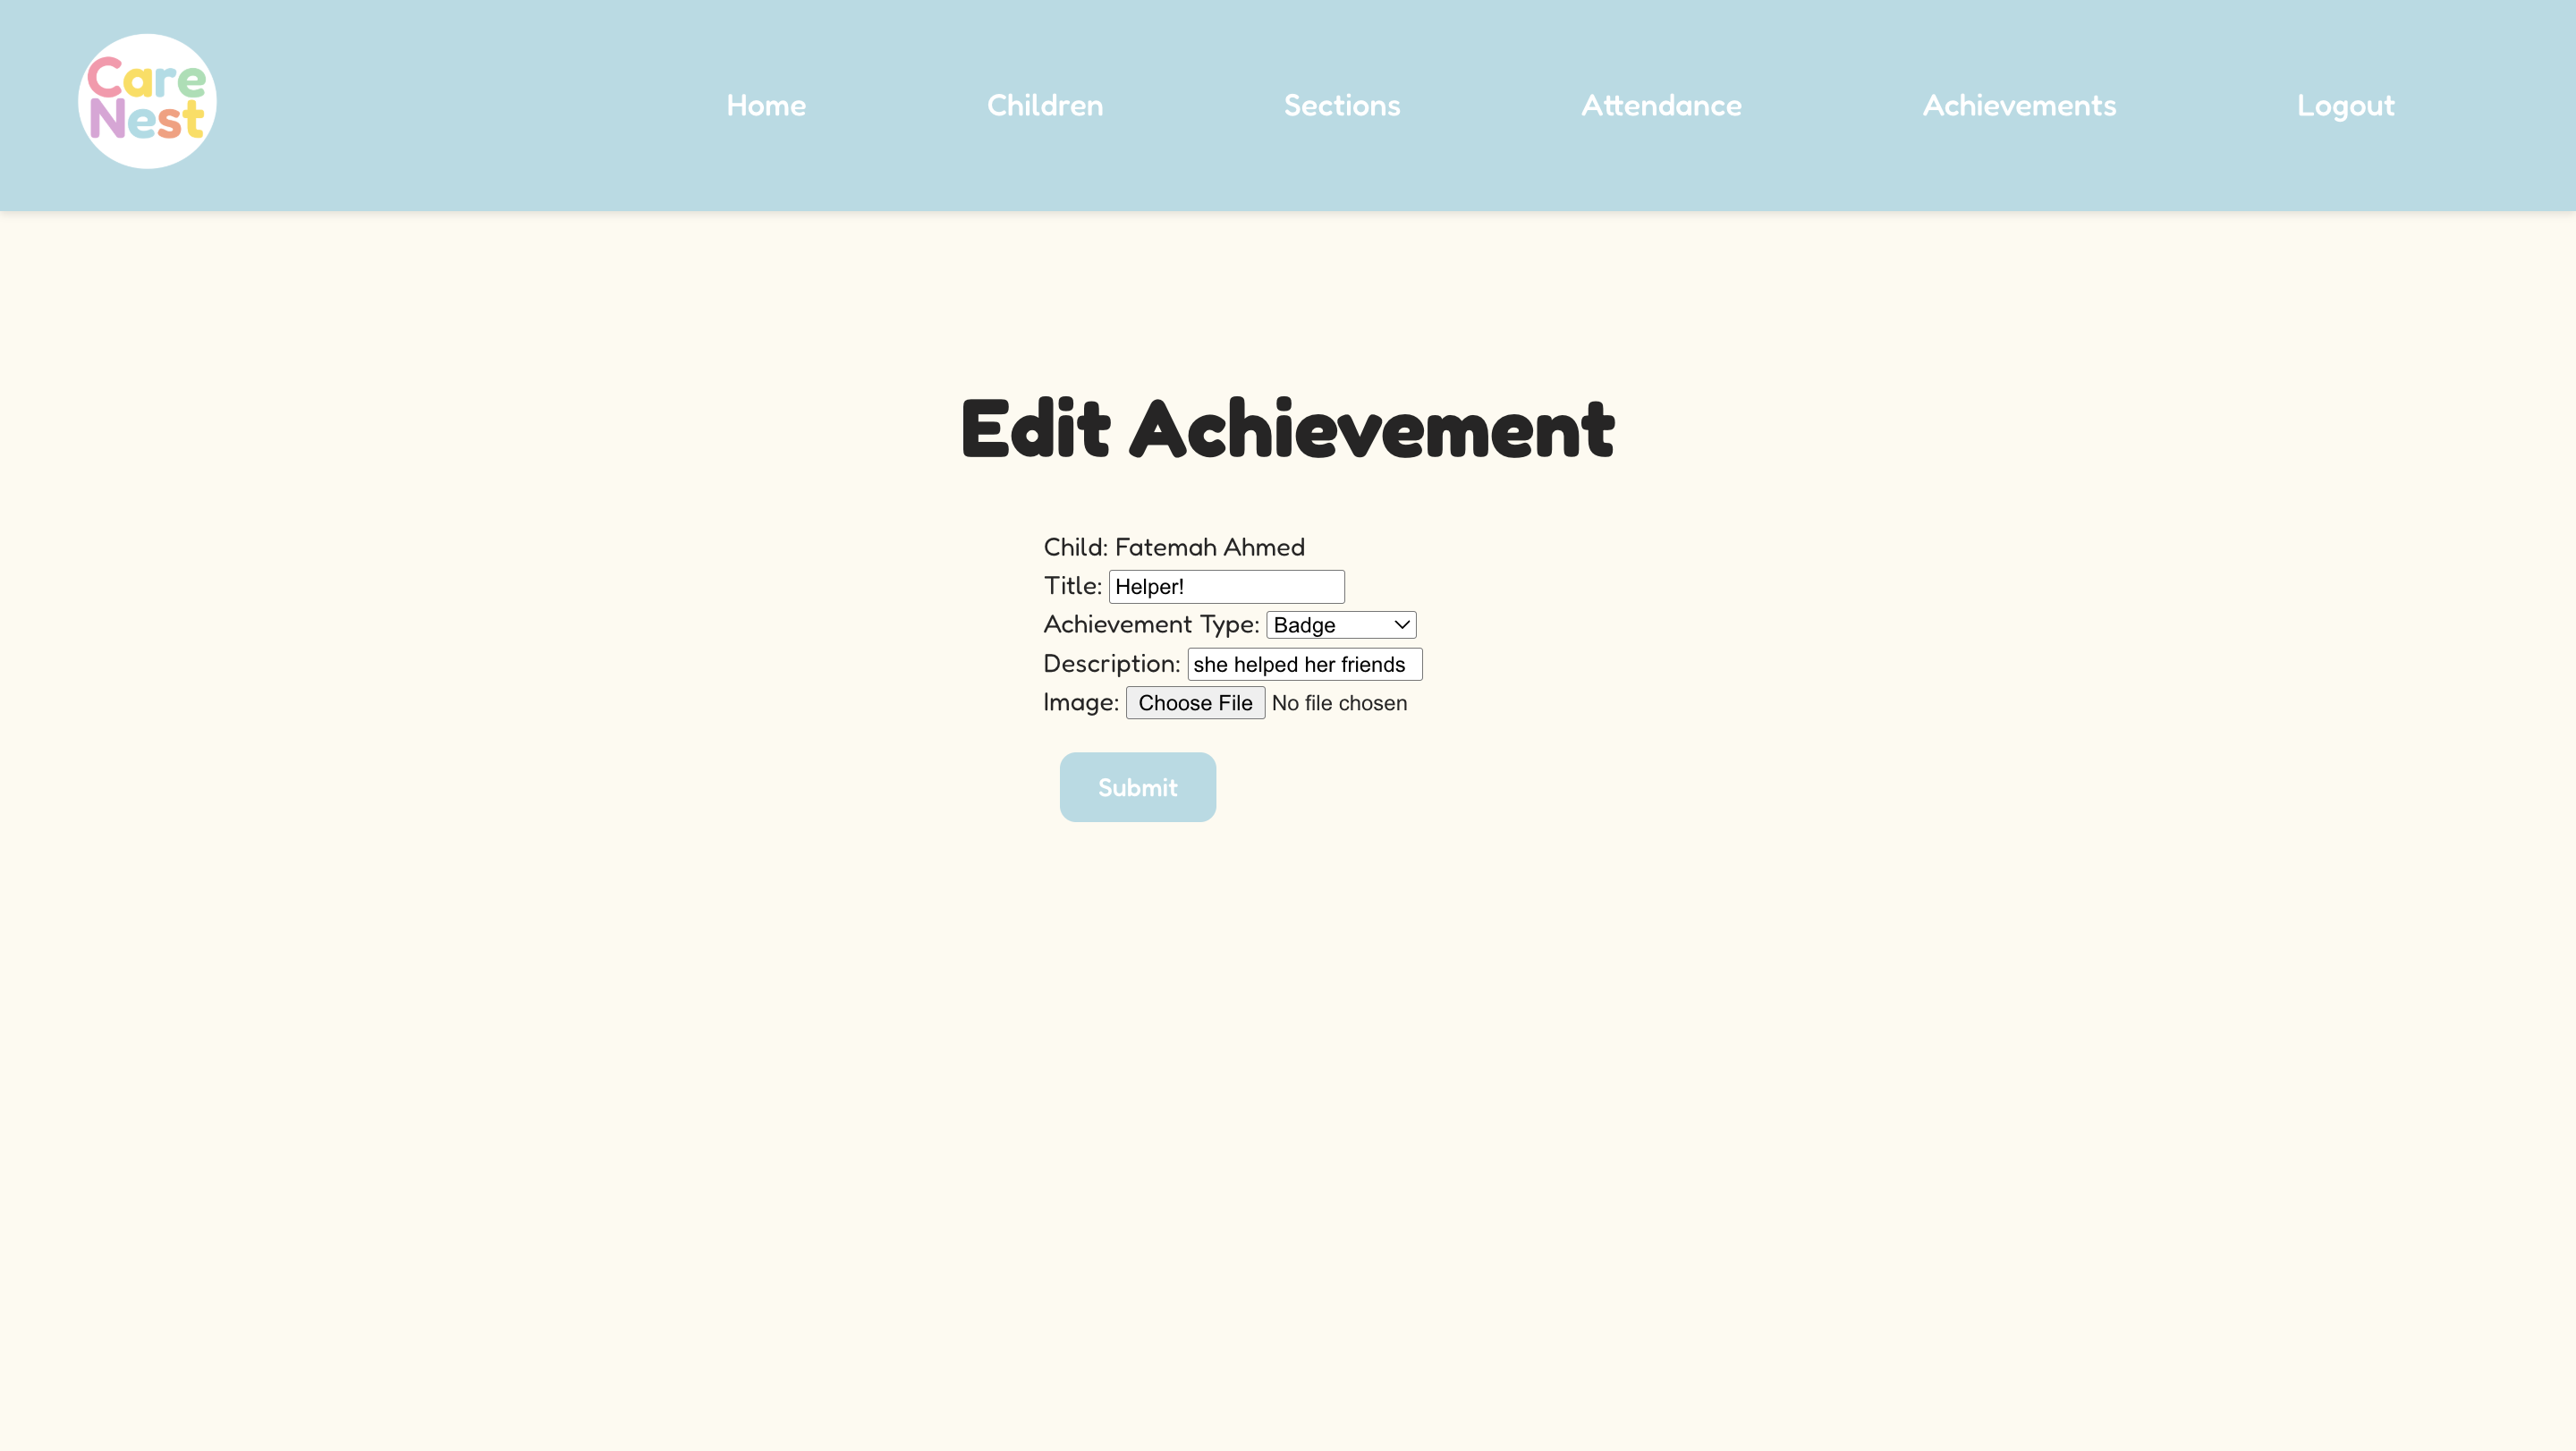 Care
Nest
Home Children Sections Attendance Achievements Logout
Edit Achievement
Child: Fatemah Ahmed
Title: Helper!
Achievement Type: Badge
Description: she helped her friends
Image: Choose File No file chosen
Submit